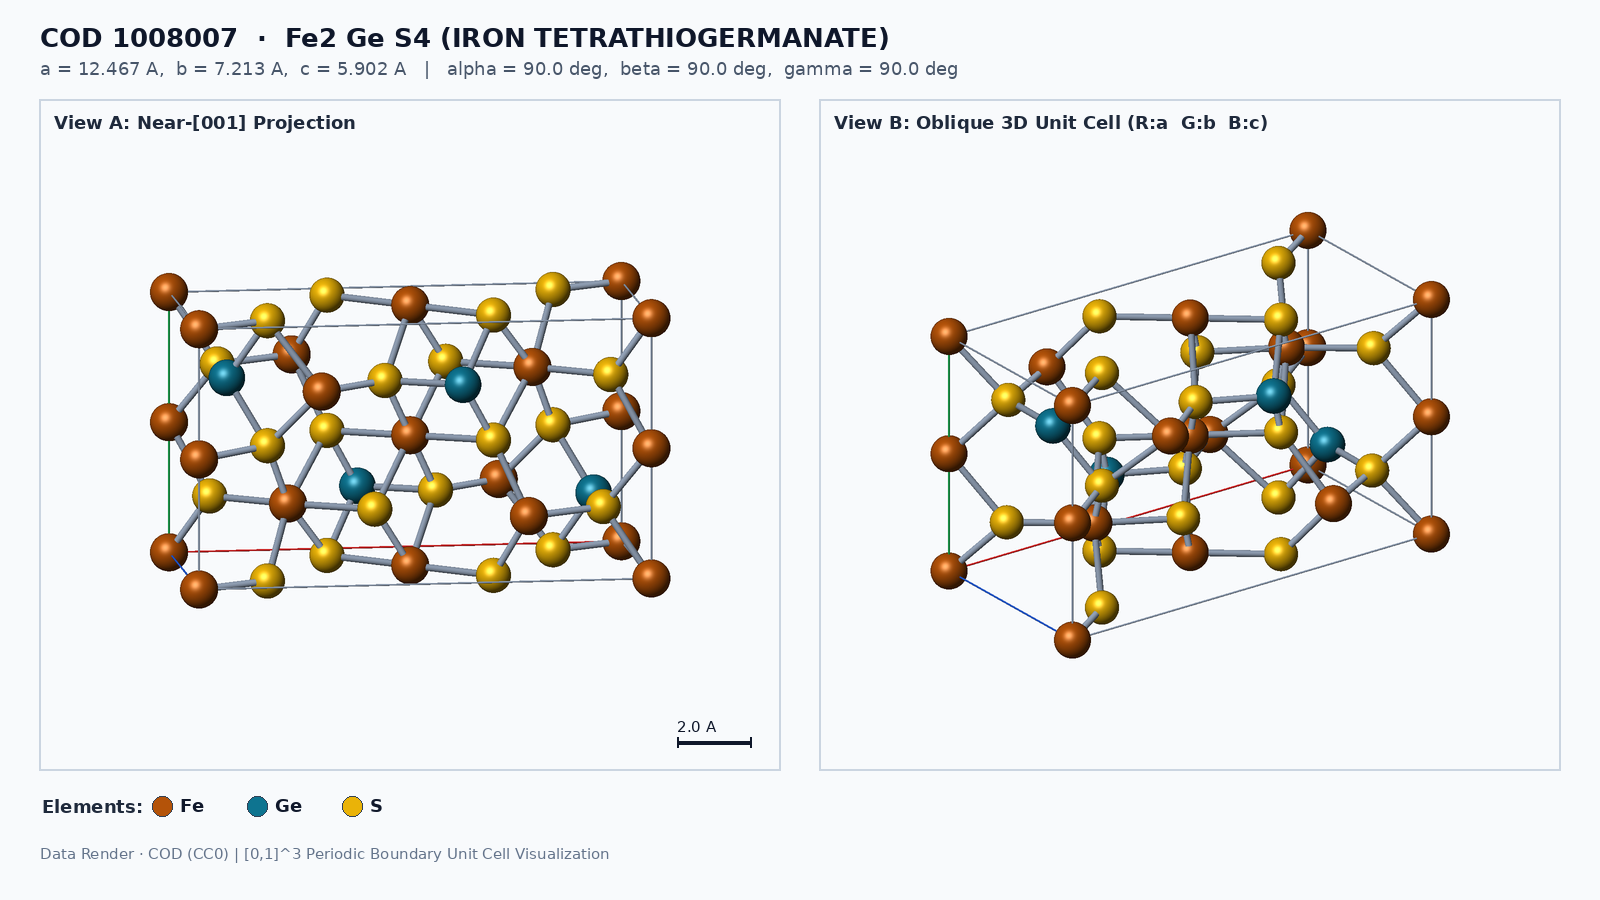 COD 1008007 · Fe2 Ge S4 (IRON TETRATHIOGERMANATE)
a = 12.467 A, b = 7.213 A, c = 5.902 A | alpha = 90.0 deg, beta = 90.0 deg, gamma = 90.0 deg
View A: Near-[001] Projection
View B: Oblique 3D Unit Cell (R:a G:b B:c)
2.0 A
Elements: Fe Ge S
Data Render · COD (CC0) | [0,1]^3 Periodic Boundary Unit Cell Visualization